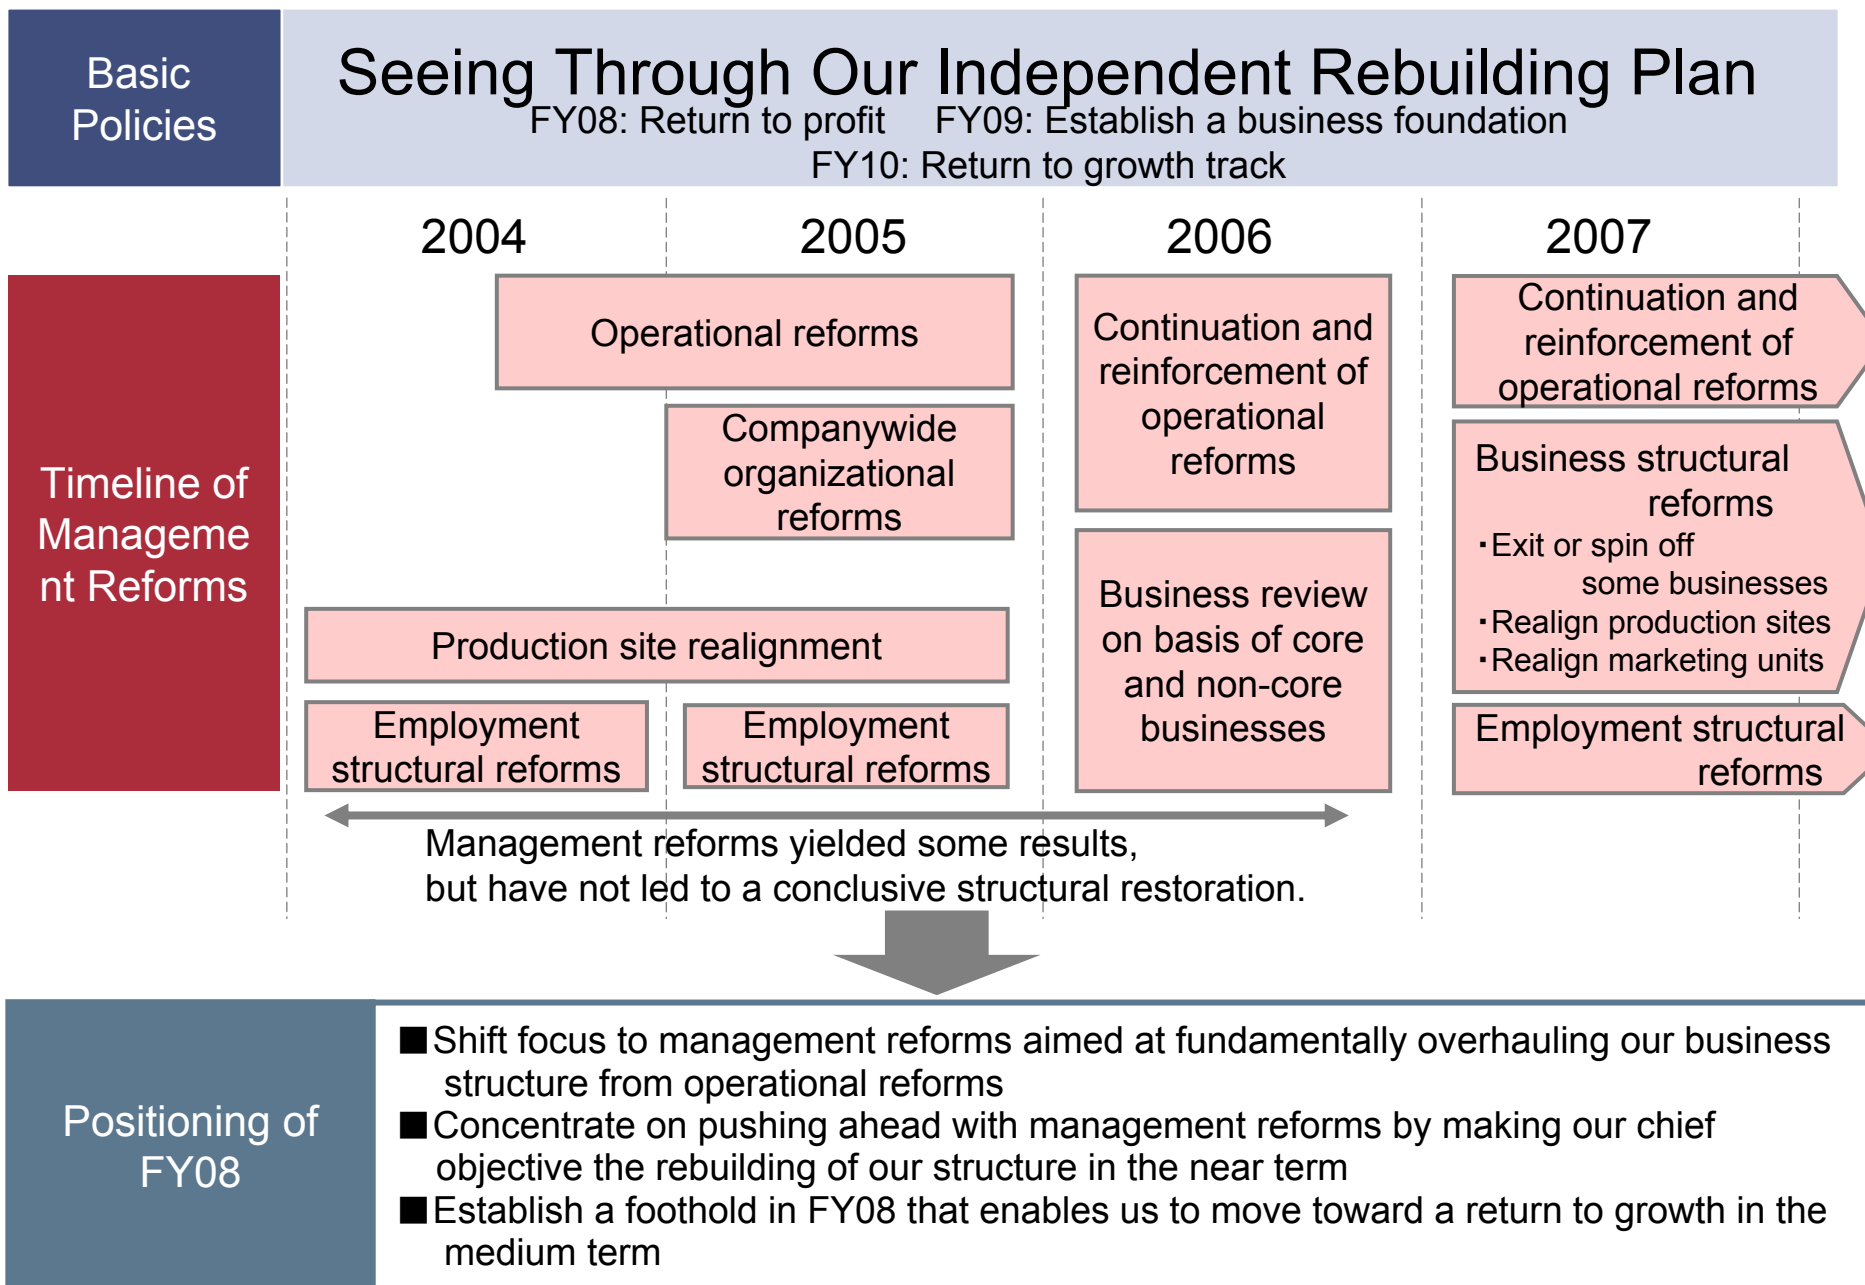 Basic
Policies
Seeing Through Our Independent Rebuilding Plan
FY08: Return to profit FY09: Establish a business foundation
FY10: Return to growth track
2004
2005
2006
2007
Timeline of
Manageme
nt Reforms
Operational reforms
Companywide
organizational
reforms
Production site realignment
Employment
structural reforms
Employment
structural reforms
Continuation and
reinforcement of
operational
reforms
Business review
on basis of core
and non-core
businesses
Continuation and
reinforcement of
operational reforms
Business structural
reforms
・Exit or spin off
some businesses
・Realign production sites
・Realign marketing units
Employment structural
reforms
Management reforms yielded some results,
but have not led to a conclusive structural restoration.
Positioning of
FY08
■Shift focus to management reforms aimed at fundamentally overhauling our business
structure from operational reforms
■Concentrate on pushing ahead with management reforms by making our chief
objective the rebuilding of our structure in the near term
■Establish a foothold in FY08 that enables us to move toward a return to growth in the
medium term